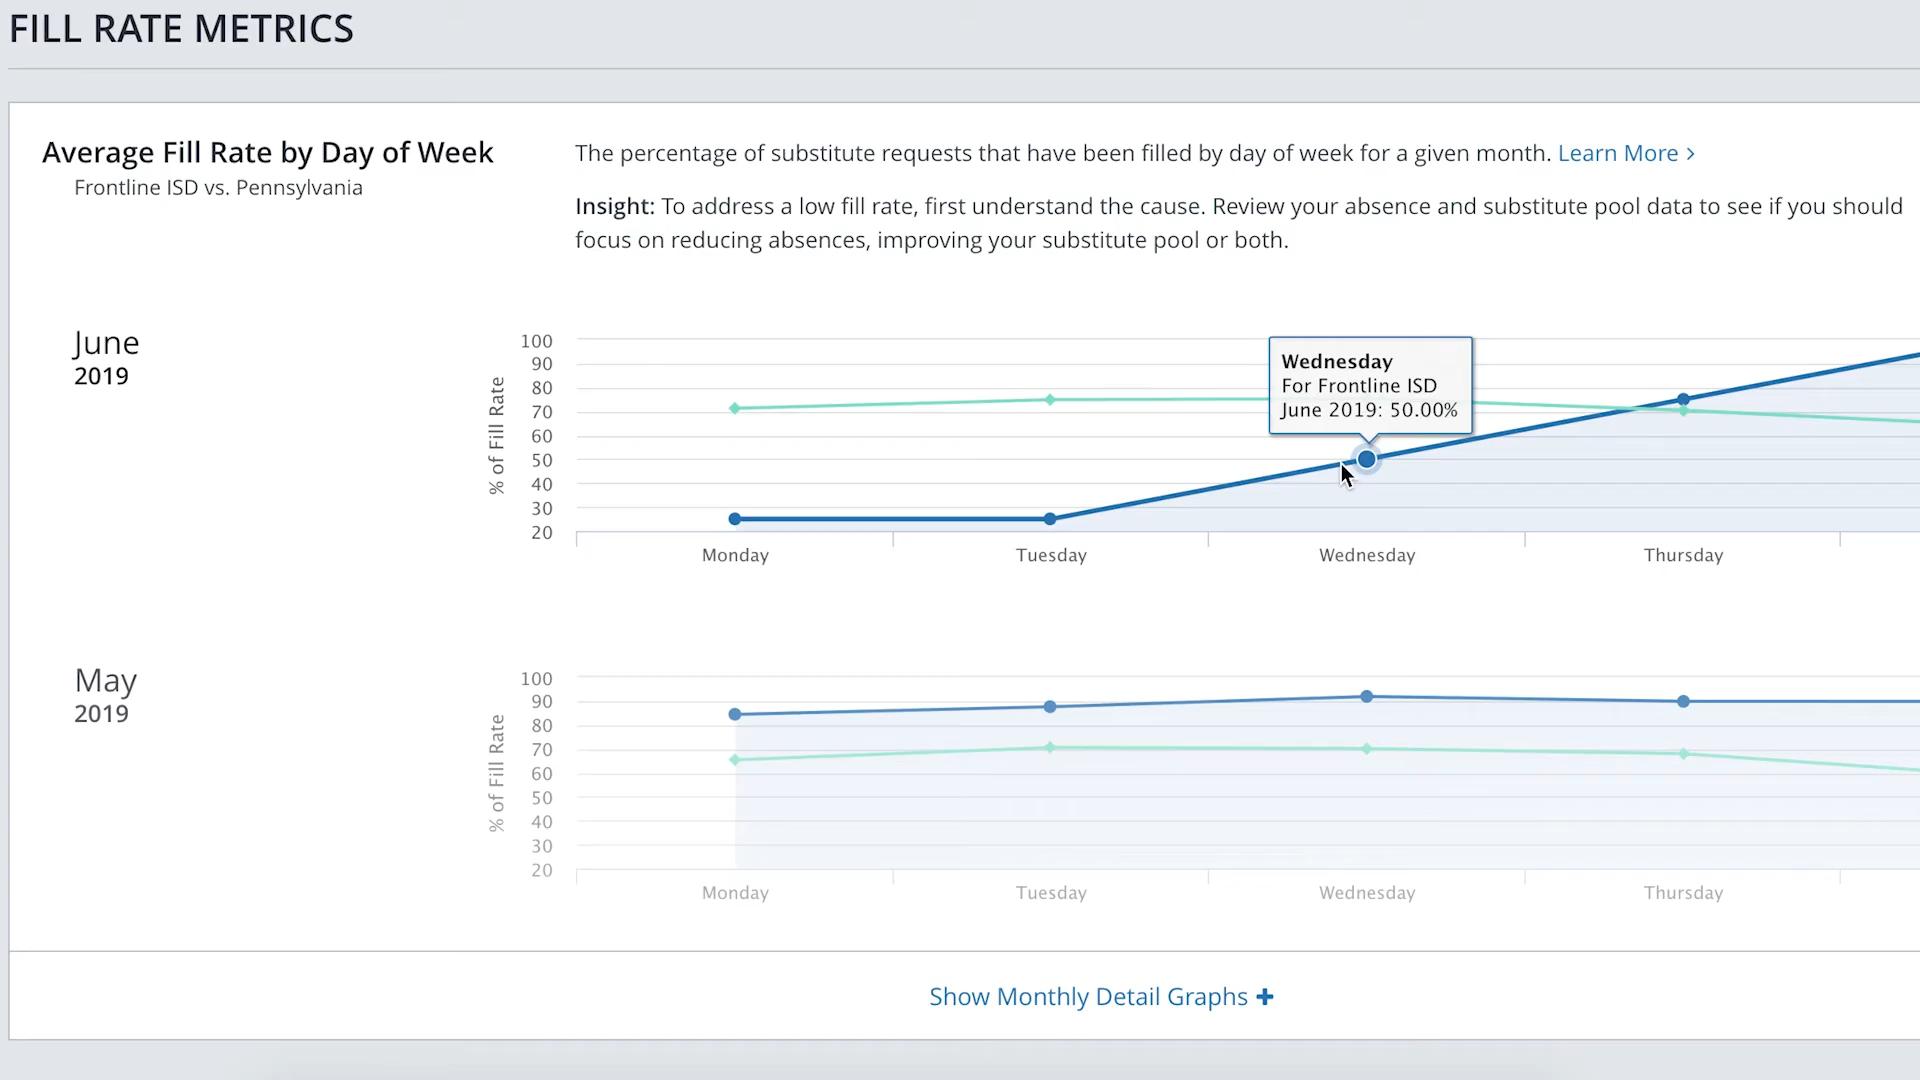 FILL RATE METRICS
Average Fill Rate by Day of Week
Frontline ISD vs. Pennsylvania
The percentage of substitute requests that have been filled by day of week for a given month. Learn More >
Insight: To address a low fill rate, first understand the cause. Review your absence and substitute pool data to see if you should
focus on reducing absences, improving your substitute pool or both.
June
2019
% of Fill Rate
100
90
80
70
60
50
40
30
20
Wednesday
For Frontline ISD
June 2019: 50.00%
Monday Tuesday Wednesday Thursday
May
2019
% of Fill Rate
100
90
80
70
60
50
40
30
20
Monday Tuesday Wednesday Thursday
Show Monthly Detail Graphs +